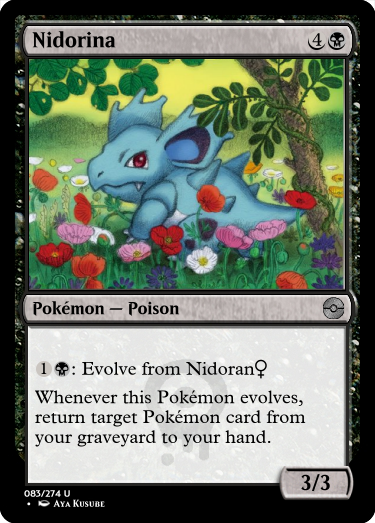 Nidorina 4
Pokémon — Poison
1 : Evolve from Nidoran♀
Whenever this Pokémon evolves,
return target Pokémon card from
your graveyard to your hand.
3/3
083/274 U
• Aya Kusube